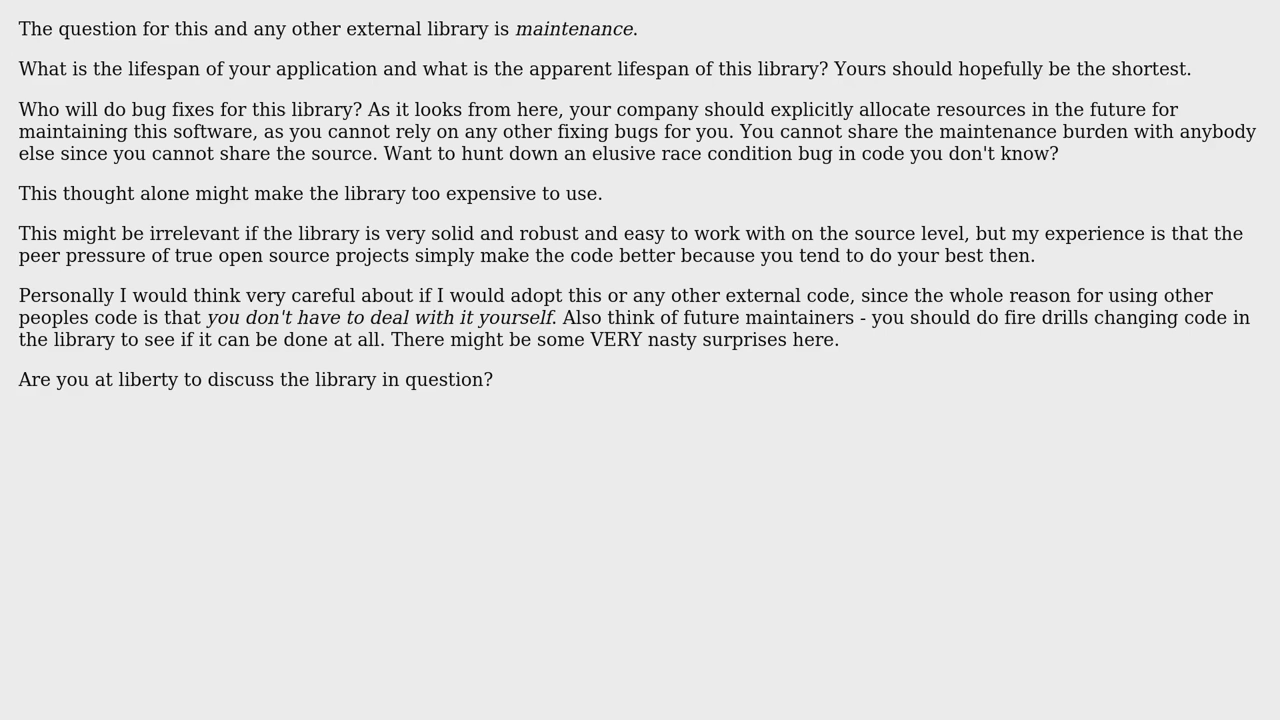 The question for this and any other external library is maintenance.
What is the lifespan of your application and what is the apparent lifespan of this library? Yours should hopefully be the shortest.
Who will do bug fixes for this library? As it looks from here, your company should explicitly allocate resources in the future for
maintaining this software, as you cannot rely on any other fixing bugs for you. You cannot share the maintenance burden with anybody
else since you cannot share the source. Want to hunt down an elusive race condition bug in code you don't know?
This thought alone might make the library too expensive to use.
This might be irrelevant if the library is very solid and robust and easy to work with on the source level, but my experience is that the
peer pressure of true open source projects simply make the code better because you tend to do your best then.
Personally I would think very careful about if I would adopt this or any other external code, since the whole reason for using other
peoples code is that you don't have to deal with it yourself. Also think of future maintainers - you should do fire drills changing code in
the library to see if it can be done at all. There might be some VERY nasty surprises here.
Are you at liberty to discuss the library in question?